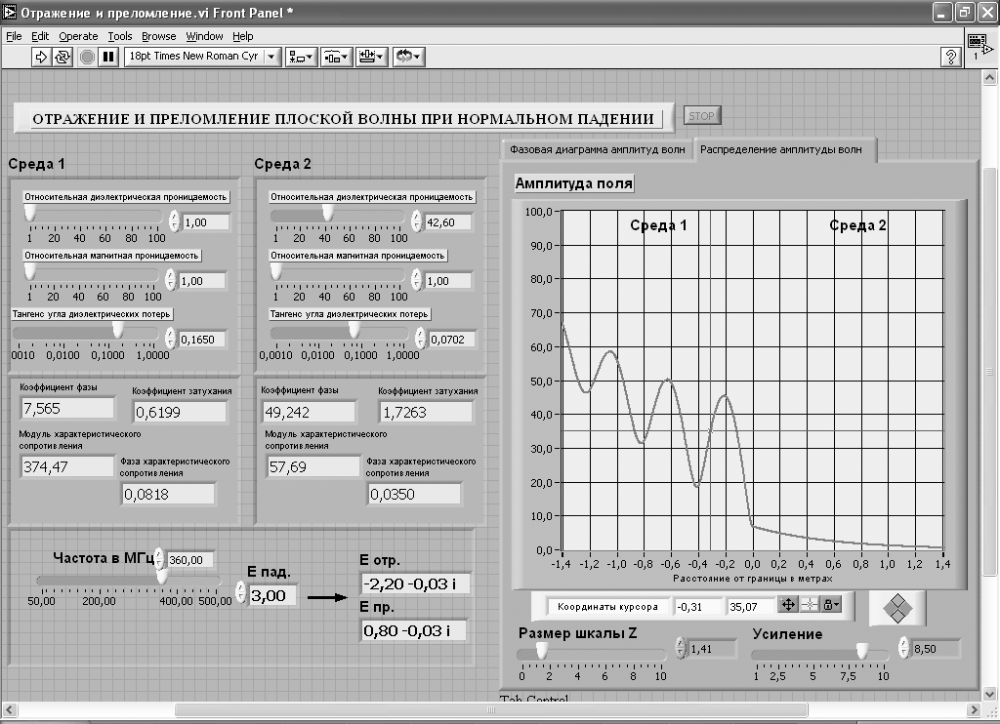 Отражение и преломление.vi Front Panel *
File Edit Operate Tools Browse Window Help
18pt Times New Roman Cyr
1
ОТРАЖЕНИЕ И ПРЕЛОМЛЕНИЕ ПЛОСКОЙ ВОЛНЫ ПРИ НОРМАЛЬНОМ ПАДЕНИИ
STOP
Среда 1
Относительная диэлектрическая проницаемость
1,00
1 20 40 60 80 100
Относительная магнитная проницаемость
1,00
1 20 40 60 80 100
Тангенс угла диэлектрических потерь
0,1650
0010 0,0100 0,1000 1,0000
Коэффициент фазы
7,565
Коэффициент затухания
0,6199
Модуль характеристического
сопротивления
374,47
Фаза характеристического
сопротивления
0,0818
Среда 2
Относительная диэлектрическая проницаемость
42,60
1 20 40 60 80 100
Относительная магнитная проницаемость
1,00
1 20 40 60 80 100
Тангенс угла диэлектрических потерь
0,0702
0,0010 0,0100 0,1000 1,0000
Коэффициент фазы
49,242
Коэффициент затухания
1,7263
Модуль характеристического
сопротивления
57,69
Фаза характеристического
сопротивления
0,0350
Частота в МГц
360,00
50,00 200,00 400,00 500,00
E пад.
3,00
E отр.
-2,20 -0,03 i
E пр.
0,80 -0,03 i
Фазовая диаграмма амплитуд волн
Распределение амплитуды волн
Амплитуда поля
100,0
90,0
80,0
70,0
60,0
50,0
40,0
30,0
20,0
10,0
0,0
Среда 1 Среда 2
-1,4 -1,2 -1,0 -0,8 -0,6 -0,4 -0,2 0,0 0,2 0,4 0,6 0,8 1,0 1,2 1,4
Расстояние от границы в метрах
Координаты курсора -0,31 35,07
Размер шкалы Z
1,41
0 2 4 6 8 10
Усиление
8,50
1 2,5 5 7,5 10
Tab Control